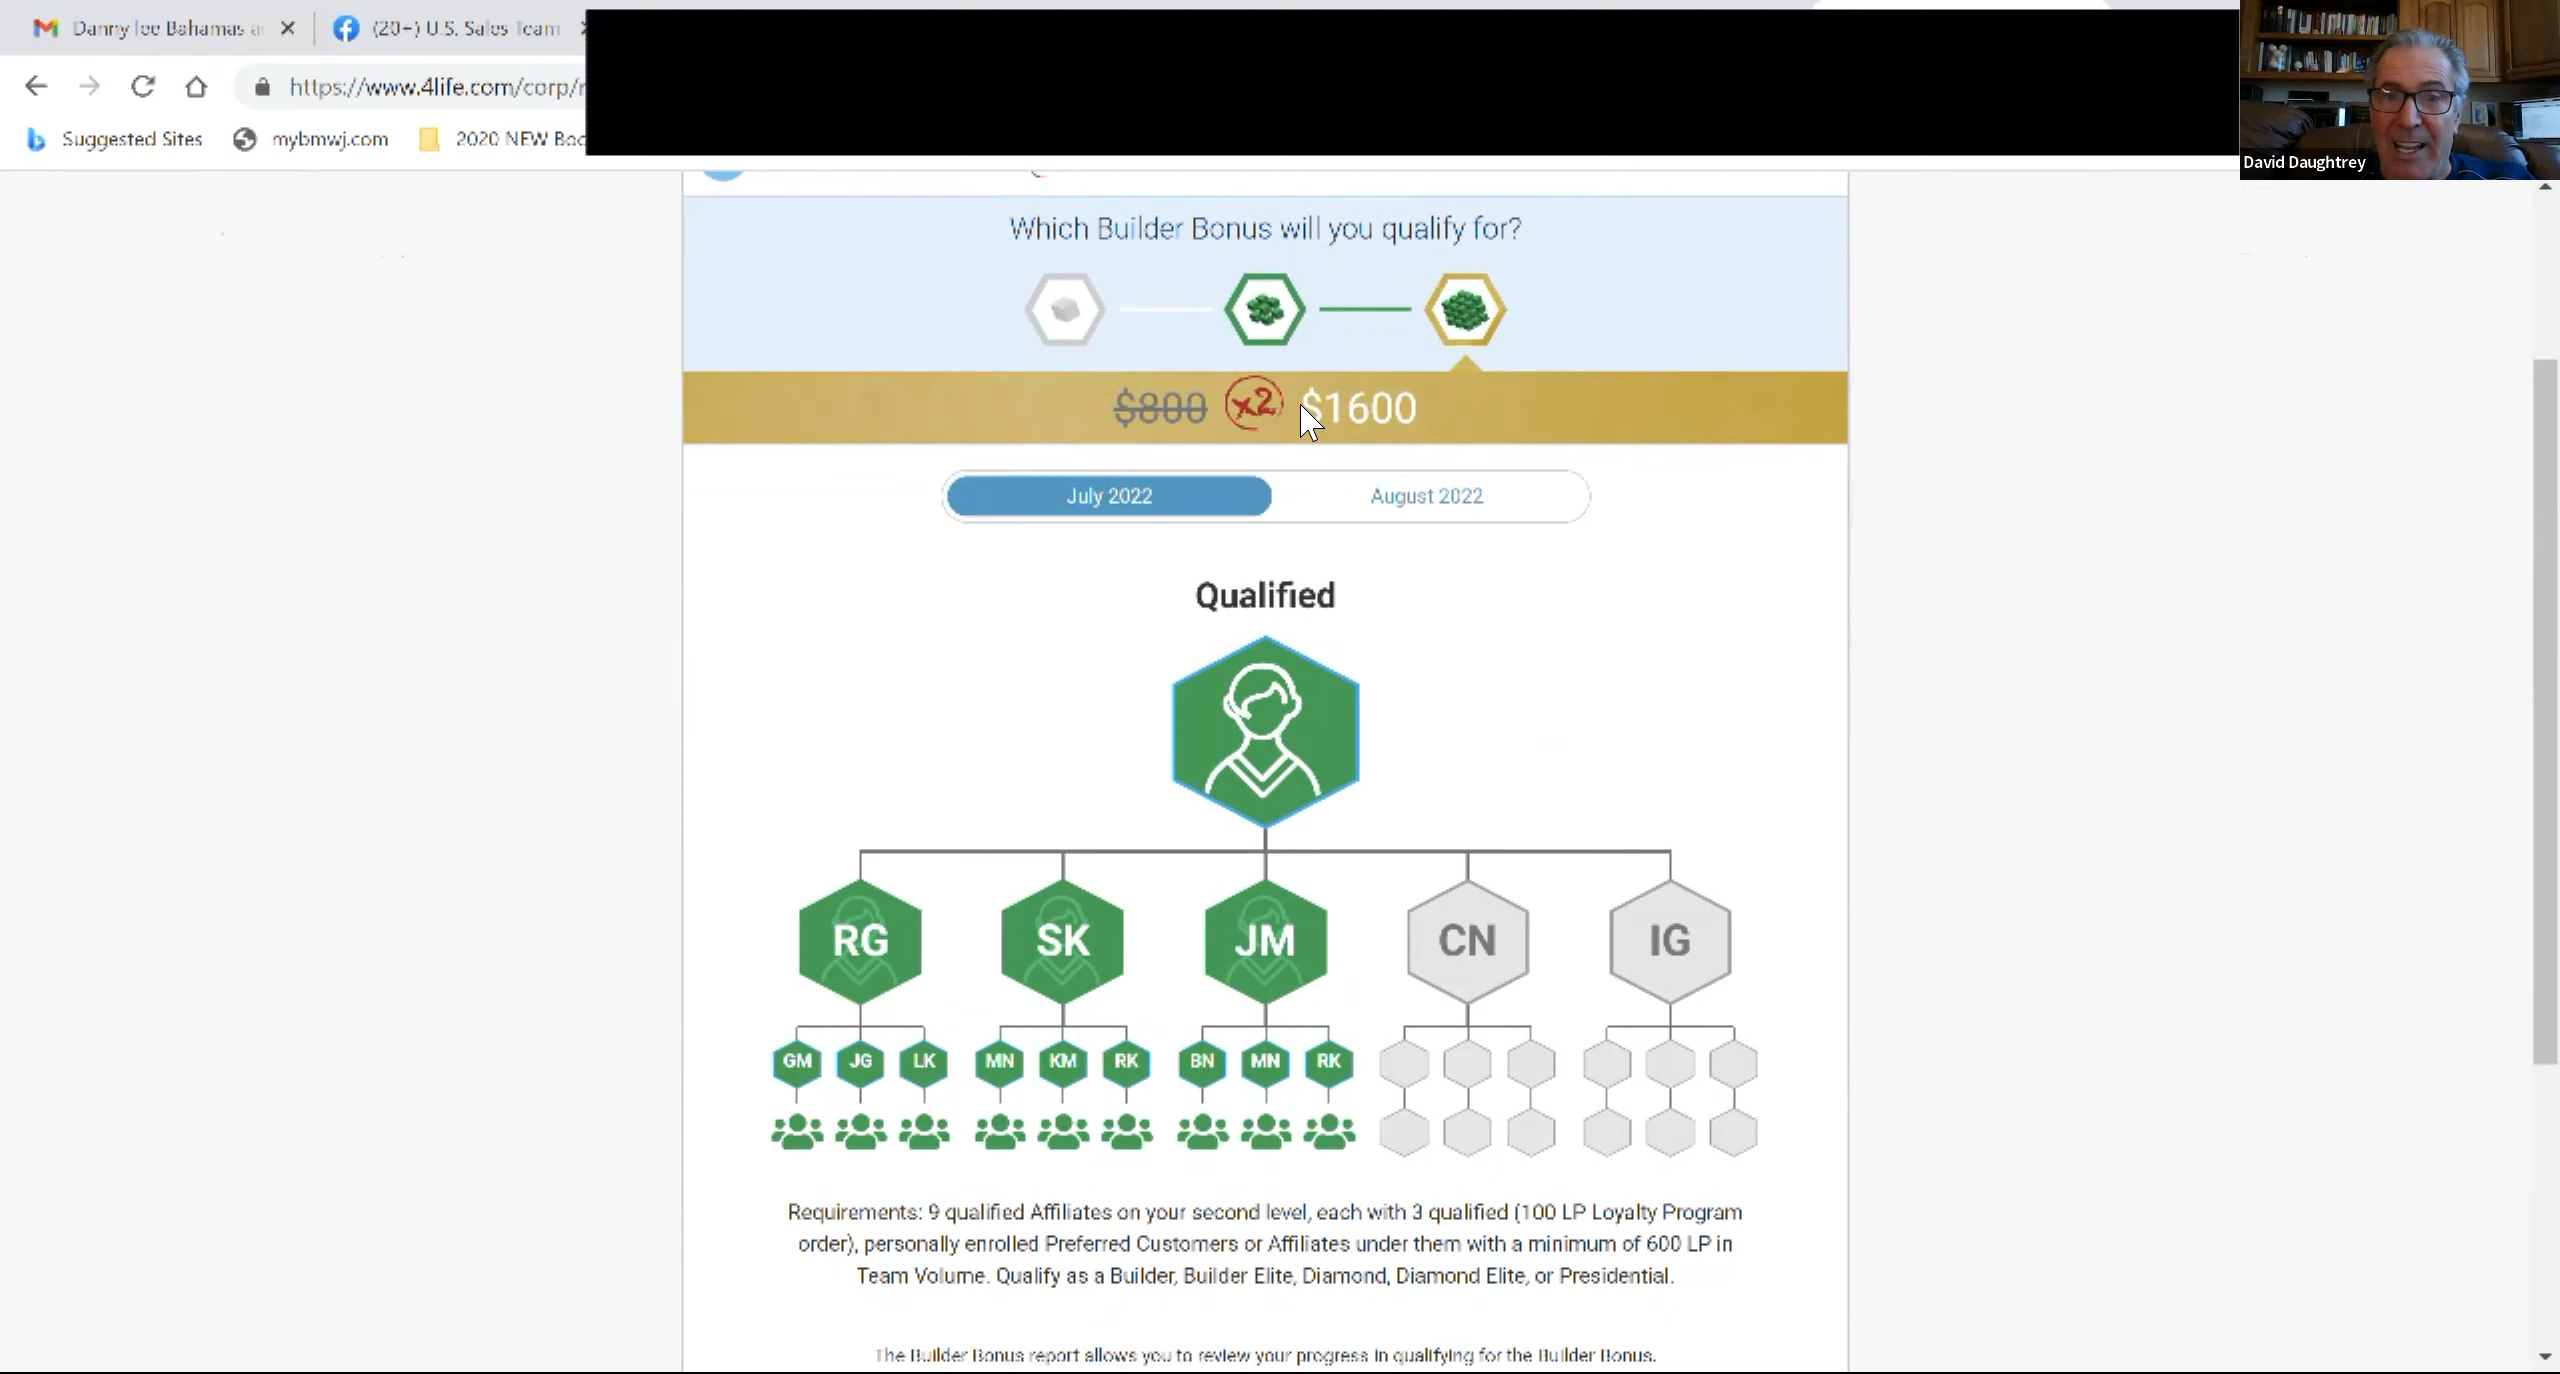 Danny lee Bahamas a
(20+) U.S. Sales Team
https://www.4life.com/corp/r
Suggested Sites
mybmwj.com
2020 NEW Boo
David Daughtrey
Which Builder Bonus will you qualify for?
$800 x2 $1600
July 2022
August 2022
Qualified
RG SK JM CN IG
GM JG LK MN KM RK BN MN RK
Requirements: 9 qualified Affiliates on your second level, each with 3 qualified (100 LP Loyalty Program
order), personally enrolled Preferred Customers or Affiliates under them with a minimum of 600 LP in
Team Volume. Qualify as a Builder, Builder Elite, Diamond, Diamond Elite, or Presidential.
The Builder Bonus report allows you to review your progress in qualifying for the Builder Bonus.